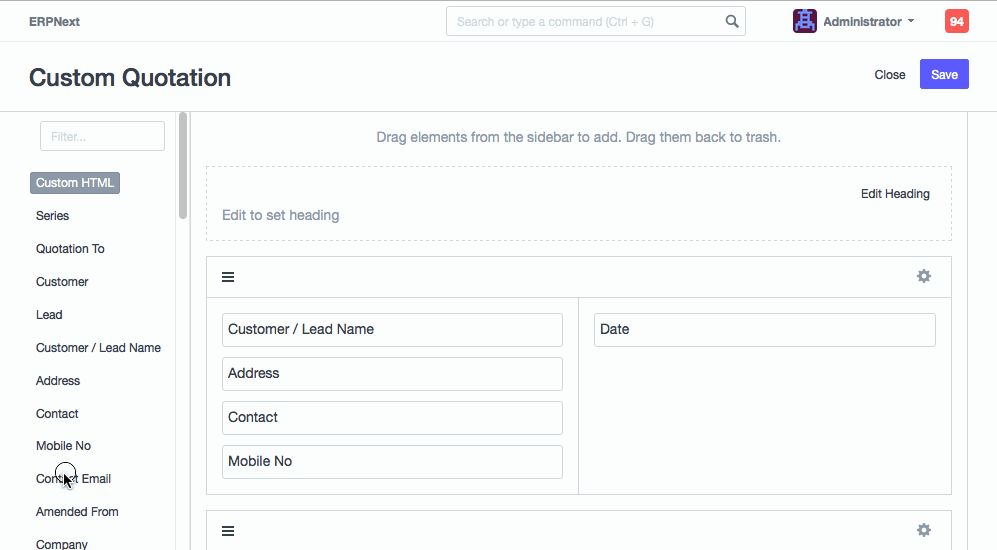 ERPNext
Search or type a command (Ctrl + G)
Administrator
94
Custom Quotation
Close
Save
Filter...
Custom HTML
Series
Quotation To
Customer
Lead
Customer / Lead Name
Address
Contact
Mobile No
Contact Email
Amended From
Company
Drag elements from the sidebar to add. Drag them back to trash.
Edit Heading
Edit to set heading
Customer / Lead Name
Address
Contact
Mobile No
Date